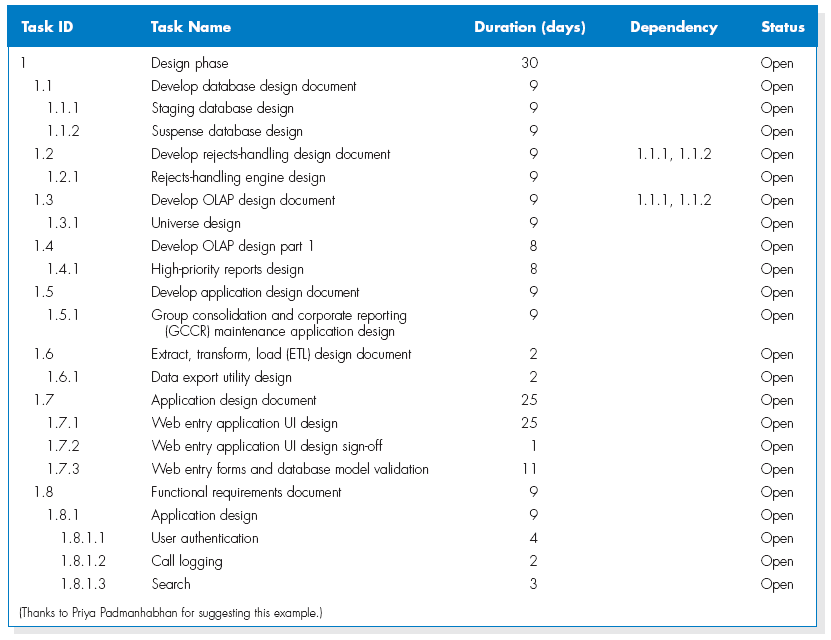 Task ID Task Name Duration (days) Dependency Status
1 Design phase 30 Open
1.1 Develop database design document 9 Open
1.1.1 Staging database design 9 Open
1.1.2 Suspense database design 9 Open
1.2 Develop rejects-handling design document 9 1.1.1, 1.1.2 Open
1.2.1 Rejects-handling engine design 9 Open
1.3 Develop OLAP design document 9 1.1.1, 1.1.2 Open
1.3.1 Universe design 9 Open
1.4 Develop OLAP design part 1 8 Open
1.4.1 High-priority reports design 8 Open
1.5 Develop application design document 9 Open
1.5.1 Group consolidation and corporate reporting 9 Open
(GCCR) maintenance application design
1.6 Extract, transform, load (ETL) design document 2 Open
1.6.1 Data export utility design 2 Open
1.7 Application design document 25 Open
1.7.1 Web entry application UI design 25 Open
1.7.2 Web entry application UI design sign-off 1 Open
1.7.3 Web entry forms and database model validation 11 Open
1.8 Functional requirements document 9 Open
1.8.1 Application design 9 Open
1.8.1.1 User authentication 4 Open
1.8.1.2 Call logging 2 Open
1.8.1.3 Search 3 Open
(Thanks to Priya Padmanhabhan for suggesting this example.)